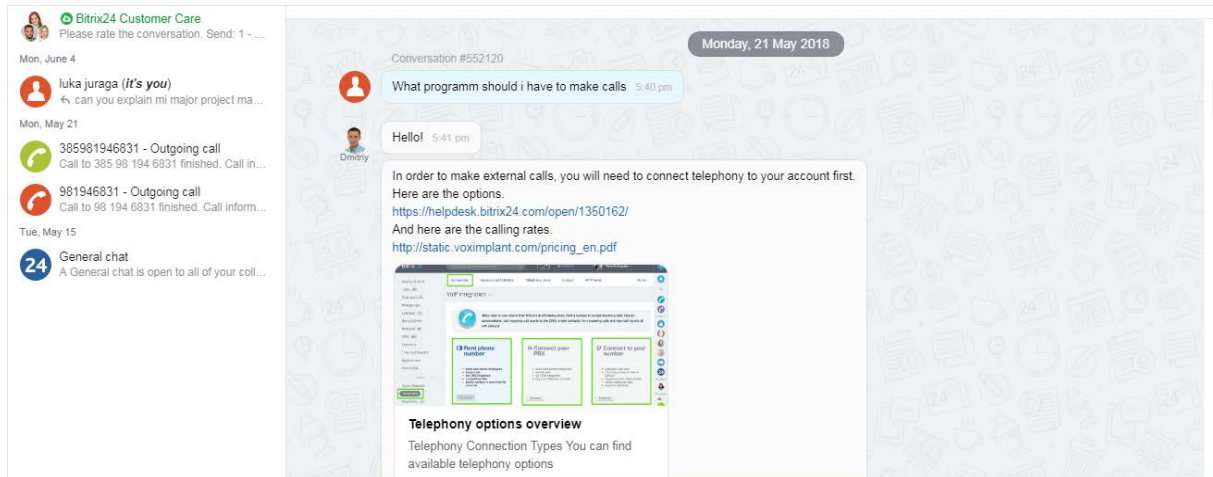 Bitrix24 Customer Care
Please rate the conversation. Send: 1 - ...
Mon, June 4
luka juraga (it's you)
can you explain mi major project ma...
Mon, May 21
385981946831 - Outgoing call
Call to 385 98 194 6831 finished. Call in...
981946831 - Outgoing call
Call to 98 194 6831 finished. Call inform...
Tue, May 15
24
General chat
A General chat is open to all of your coll...
Monday, 21 May 2018
Conversation #552120
What programm should i have to make calls 5:40 pm
Hello! 5:41 pm
Dmitriy
In order to make external calls, you will need to connect telephony to your account first.
Here are the options.
https://helpdesk.bitrix24.com/open/1350162/
And here are the calling rates.
http://static.voximplant.com/pricing_en.pdf
VoIP integration
Rent phone
number
Connect your
PBX
Connect to your
number
Telephony options overview
Telephony Connection Types You can find
available telephony options